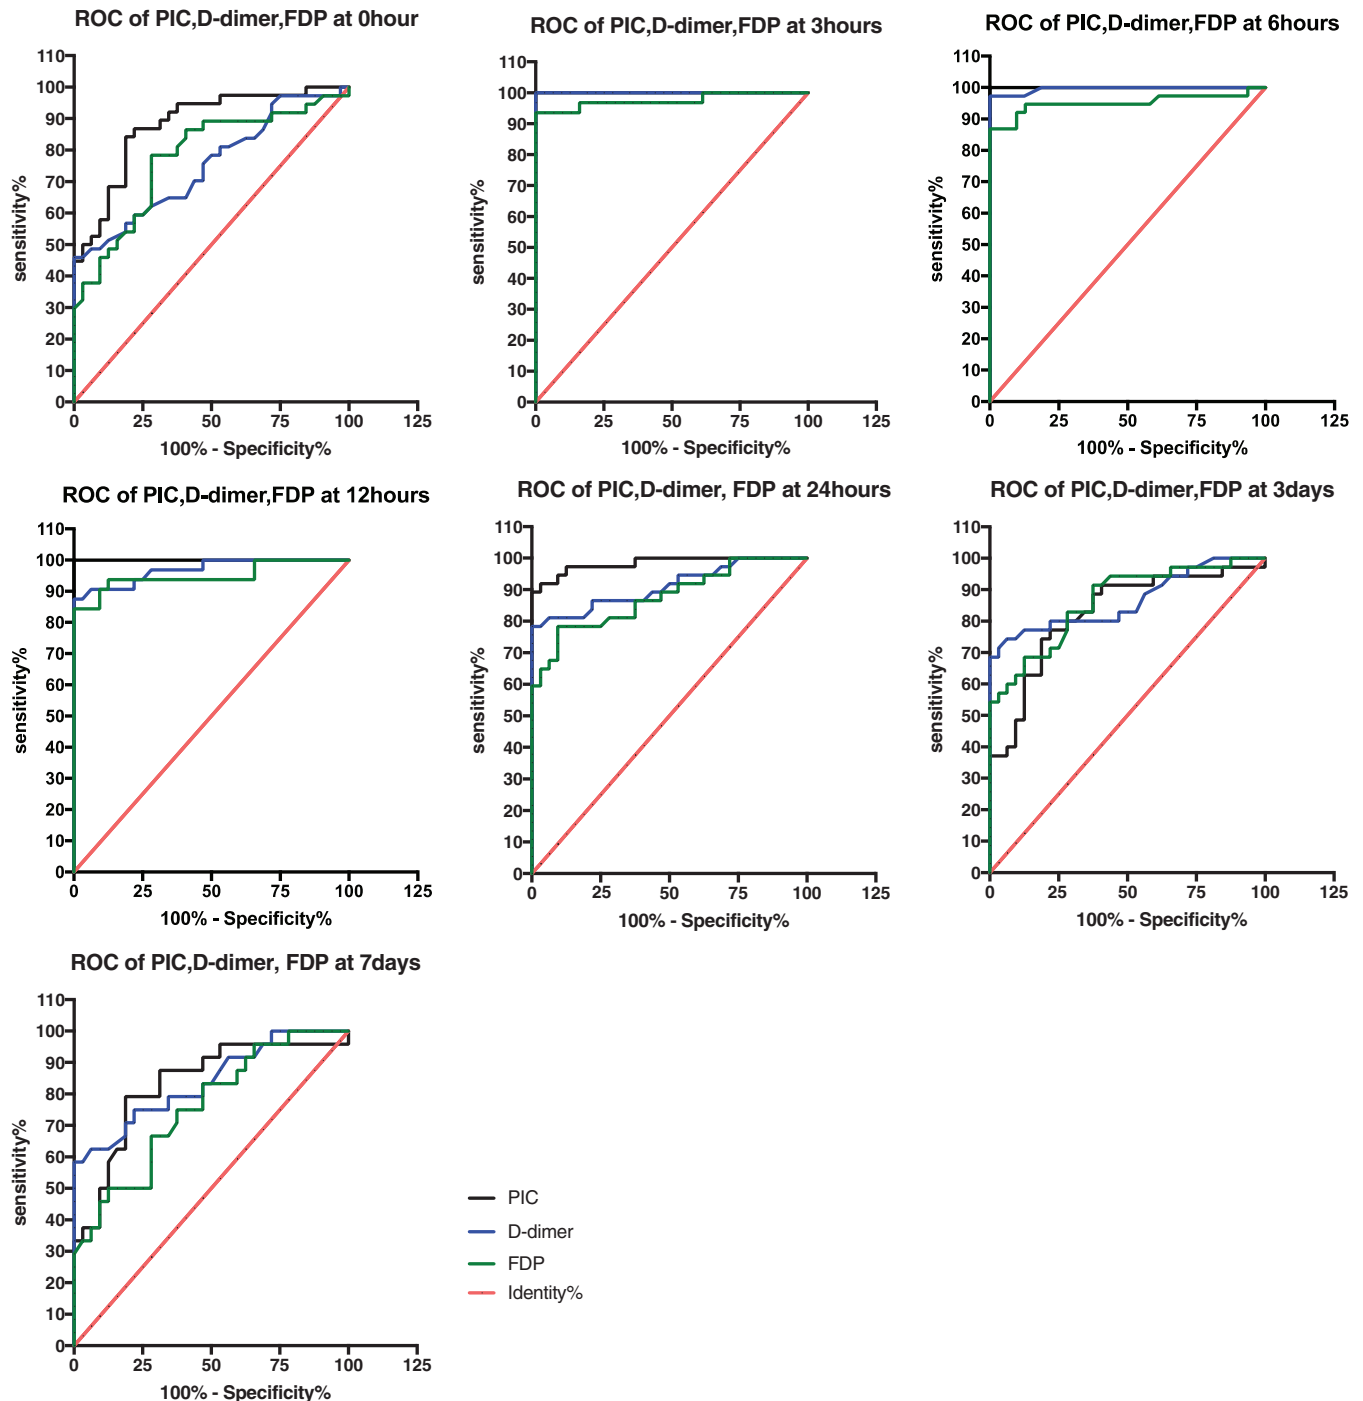 ROC of PIC,D-dimer,FDP at 0hour
110
100
90
80
70
60
50
40
30
20
10
0
sensitivity%
0 25 50 75 100 125
100% - Specificity%
ROC of PIC,D-dimer,FDP at 3hours
110
100
90
80
70
60
50
40
30
20
10
0
sensitivity%
0 25 50 75 100 125
100% - Specificity%
ROC of PIC,D-dimer,FDP at 6hours
110
100
90
80
70
60
50
40
30
20
10
0
sensitivity%
0 25 50 75 100 125
100% - Specificity%
ROC of PIC,D-dimer,FDP at 12hours
110
100
90
80
70
60
50
40
30
20
10
0
sensitivity%
0 25 50 75 100 125
100% - Specificity%
ROC of PIC,D-dimer, FDP at 24hours
110
100
90
80
70
60
50
40
30
20
10
0
sensitivity%
0 25 50 75 100 125
100% - Specificity%
ROC of PIC,D-dimer,FDP at 3days
110
100
90
80
70
60
50
40
30
20
10
0
sensitivity%
0 25 50 75 100 125
100% - Specificity%
ROC of PIC,D-dimer, FDP at 7days
110
100
90
80
70
60
50
40
30
20
10
0
sensitivity%
0 25 50 75 100 125
100% - Specificity%
PIC
D-dimer
FDP
Identity%